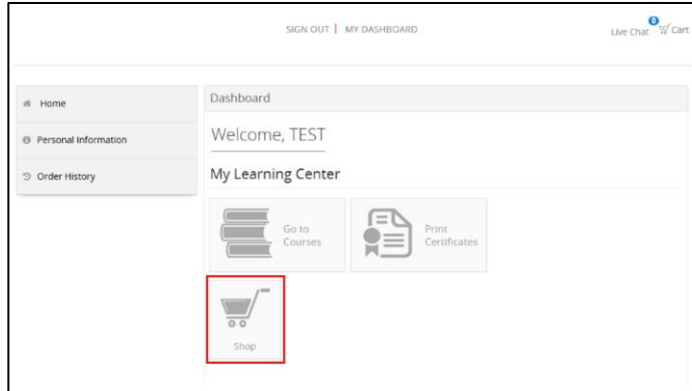 SIGN OUT | MY DASHBOARD
Live Chat 0 Cart
Home
Personal Information
Order History
Dashboard
Welcome, TEST
My Learning Center
Go to
Courses
Print
Certificates
Shop